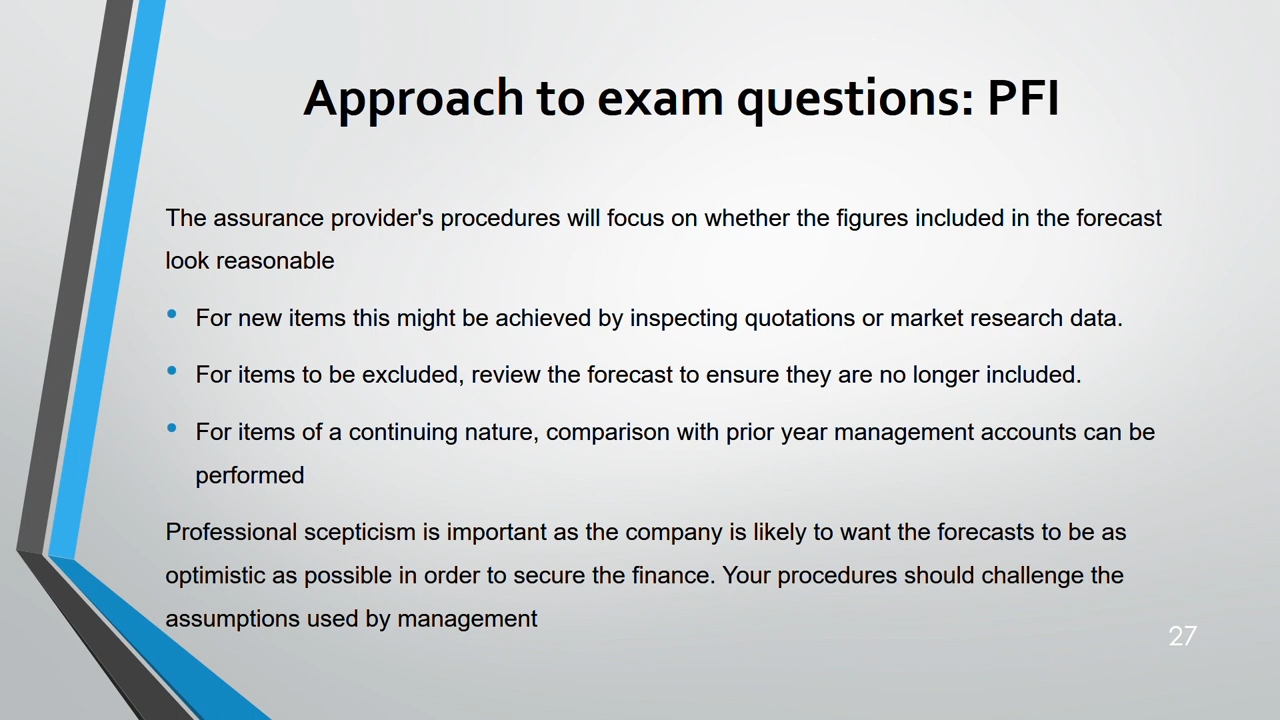 Approach to exam questions: PFI
The assurance provider's procedures will focus on whether the figures included in the forecast
look reasonable
• For new items this might be achieved by inspecting quotations or market research data.
• For items to be excluded, review the forecast to ensure they are no longer included.
• For items of a continuing nature, comparison with prior year management accounts can be
performed
Professional scepticism is important as the company is likely to want the forecasts to be as
optimistic as possible in order to secure the finance. Your procedures should challenge the
assumptions used by management
27